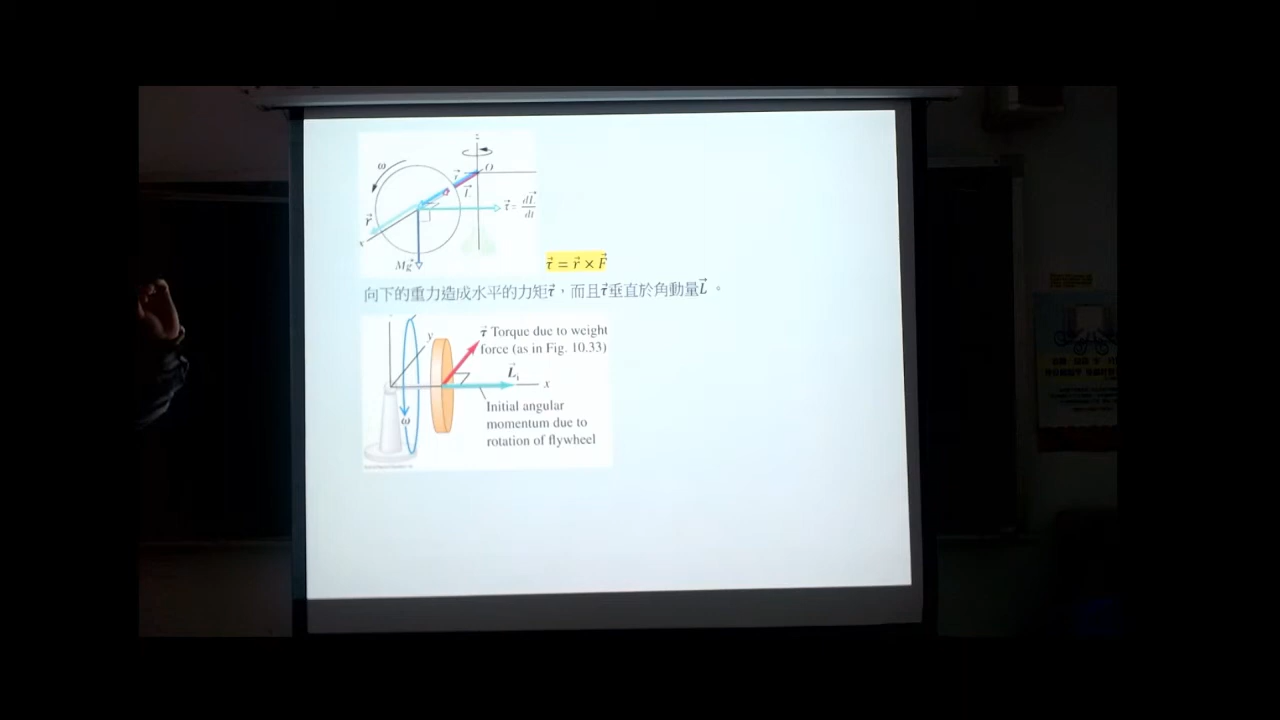 z
ω
O
r⃗
L⃗
τ⃗ = dL⃗/dt
r⃗
x
Mg⃗
τ⃗ = r⃗ × F⃗
向下的重力造成水平的力矩τ⃗，而且τ⃗垂直於角動量L⃗。
y
τ⃗ Torque due to weight
force (as in Fig. 10.33)
L⃗i
x
ω
Initial angular
momentum due to
rotation of flywheel